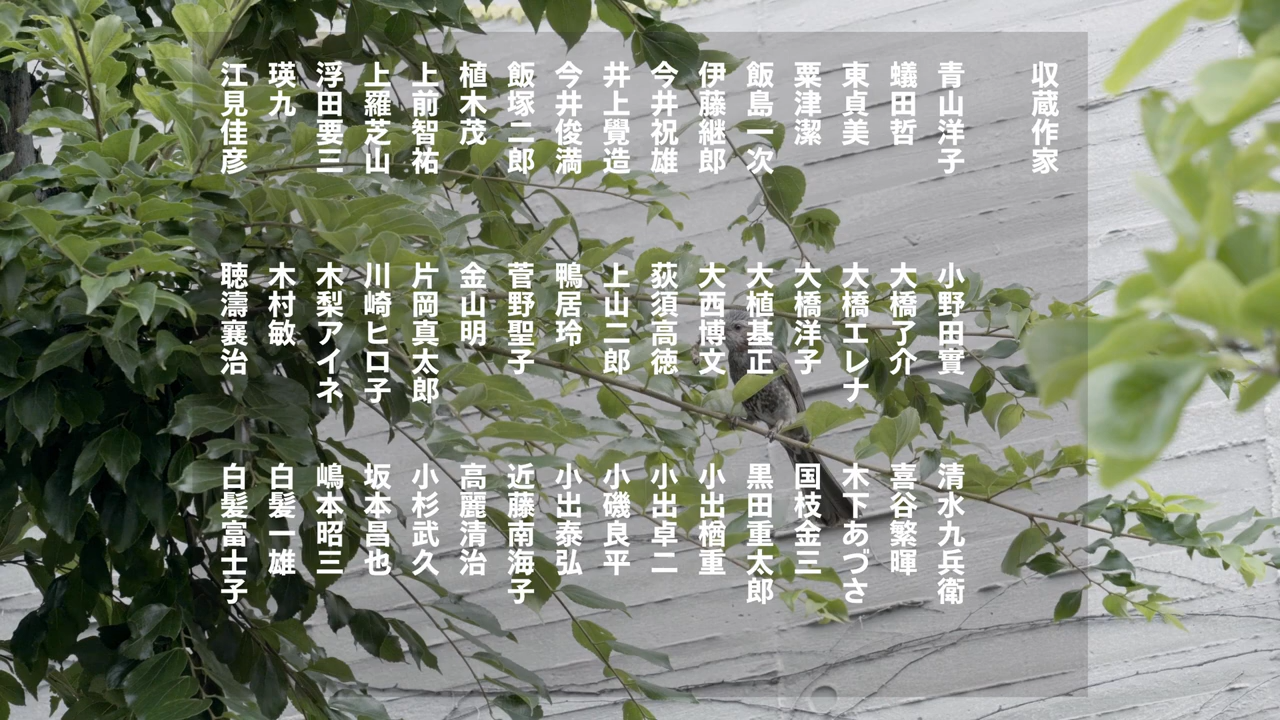 収蔵作家
青山洋子
蟻田哲
東貞美
粟津潔
飯島一次
伊藤継郎
今井祝雄
井上覺造
今井俊満
飯塚二郎
植木茂
上前智祐
上羅芝山
浮田要三
瑛九
江見佳彦
小野田實
大橋了介
大橋エレナ
大橋洋子
大植基正
大西博文
荻須高徳
上山二郎
鴨居玲
菅野聖子
金山明
片岡真太郎
川崎ヒロ子
木梨アイネ
木村敏
聴濤襄治
清水九兵衛
喜谷繁暉
木下あづさ
国枝金三
黒田重太郎
小出楢重
小出卓二
小磯良平
小出泰弘
近藤南海子
高麗清治
小杉武久
坂本昌也
嶋本昭三
白髪一雄
白髪富士子